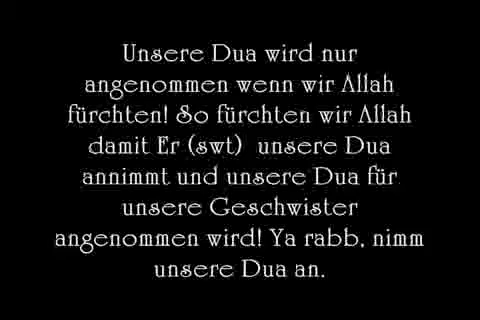 Unsere Dua wird nur
angenommen wenn wir Allah
fürchten! So fürchten wir Allah
damit Er (swt) unsere Dua
annimmt und unsere Dua für
unsere Geschwister
angenommen wird! Ya rabb, nimm
unsere Dua an.